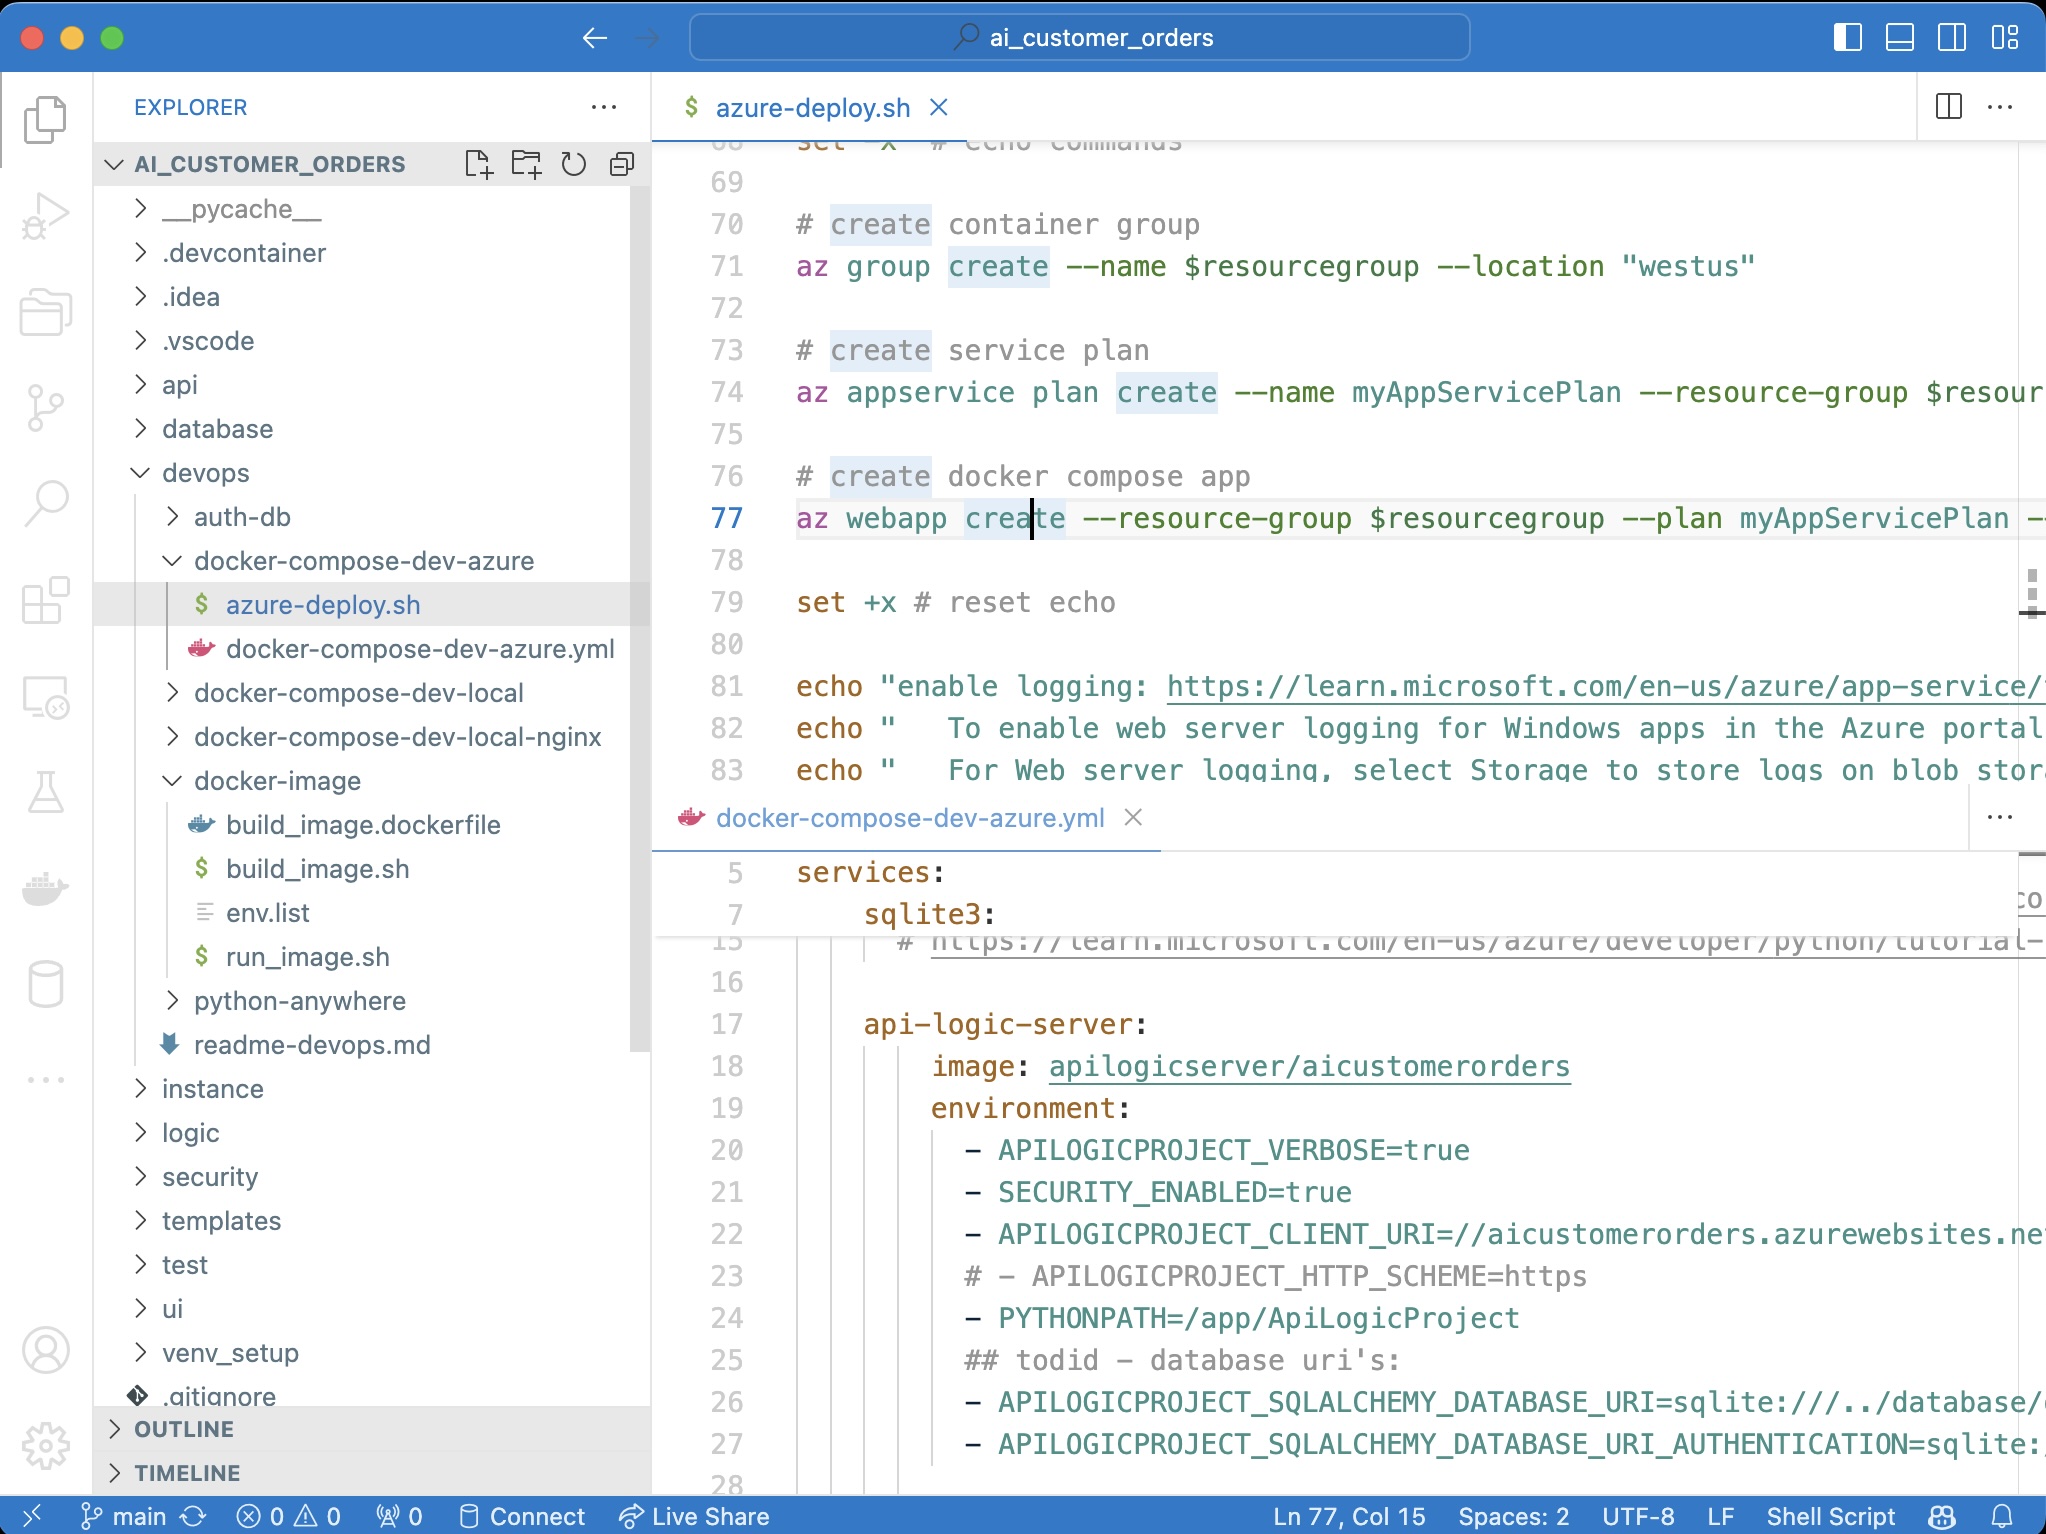 ai_customer_orders
EXPLORER
AI_CUSTOMER_ORDERS
__pycache__
.devcontainer
.idea
.vscode
api
database
devops
auth-db
docker-compose-dev-azure
$ azure-deploy.sh
docker-compose-dev-azure.yml
docker-compose-dev-local
docker-compose-dev-local-nginx
docker-image
build_image.dockerfile
$ build_image.sh
env.list
$ run_image.sh
python-anywhere
readme-devops.md
instance
logic
security
templates
test
ui
venv_setup
.gitignore
OUTLINE
TIMELINE
$ azure-deploy.sh
68 set -x # echo commands
69
70 # create container group
71 az group create --name $resourcegroup --location "westus"
72
73 # create service plan
74 az appservice plan create --name myAppServicePlan --resource-group $resour
75
76 # create docker compose app
77 az webapp create --resource-group $resourcegroup --plan myAppServicePlan --
78
79 set +x # reset echo
80
81 echo "enable logging: https://learn.microsoft.com/en-us/azure/app-service/
82 echo "   To enable web server logging for Windows apps in the Azure portal
83 echo "   For Web server logging, select Storage to store logs on blob stor
docker-compose-dev-azure.yml
5 services:
7 sqlite3:
co
15 # https://learn.microsoft.com/en-us/azure/developer/python/tutorial-
16
17 api-logic-server:
18 image: apilogicserver/aicustomerorders
19 environment:
20 - APILOGICPROJECT_VERBOSE=true
21 - SECURITY_ENABLED=true
22 - APILOGICPROJECT_CLIENT_URI=//aicustomerorders.azurewebsites.ne
23 # - APILOGICPROJECT_HTTP_SCHEME=https
24 - PYTHONPATH=/app/ApiLogicProject
25 ## todid - database uri's:
26 - APILOGICPROJECT_SQLALCHEMY_DATABASE_URI=sqlite:///../database/
27 - APILOGICPROJECT_SQLALCHEMY_DATABASE_URI_AUTHENTICATION=sqlite:
28
main 0 0 0 Connect Live Share Ln 77, Col 15 Spaces: 2 UTF-8 LF Shell Script